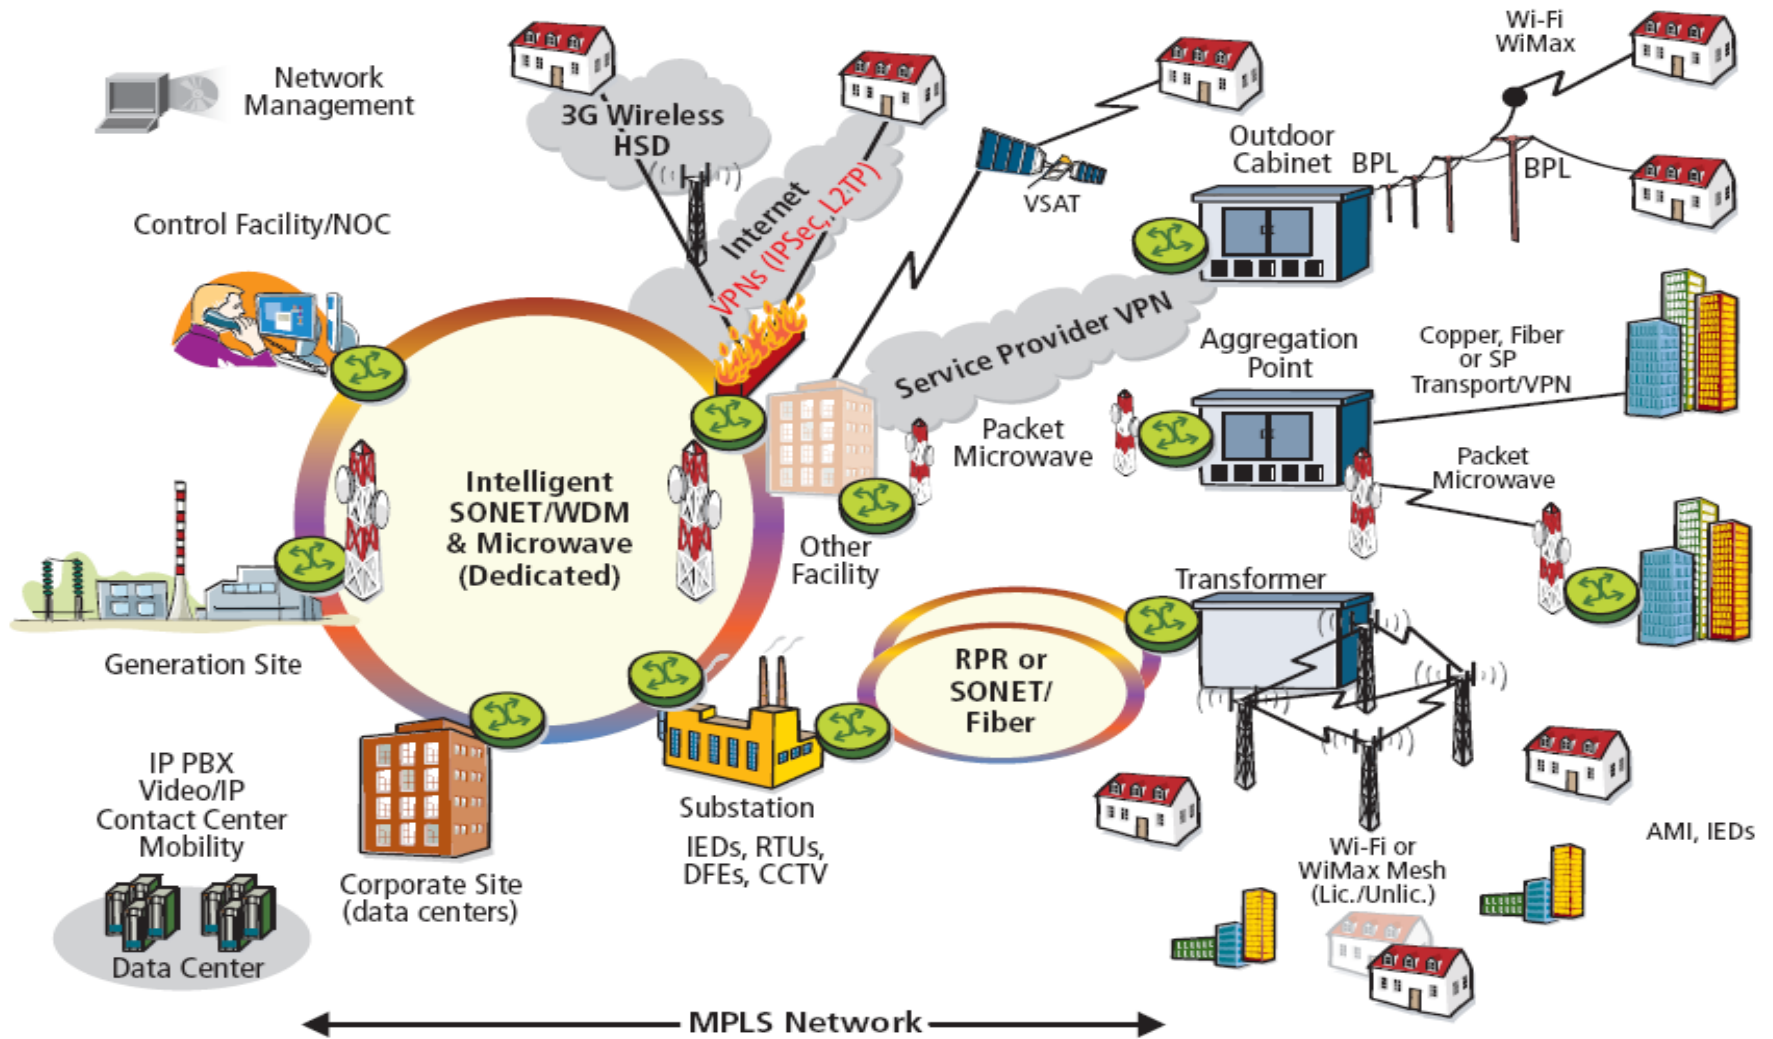 Network
Management
3G Wireless
HSD
Internet
VPNs (IPSec, L2TP)
VSAT
Wi-Fi
WiMax
Outdoor
Cabinet
BPL
BPL
Control Facility/NOC
Service Provider VPN
Aggregation
Point
Copper, Fiber
or SP
Transport/VPN
Packet
Microwave
Packet
Microwave
Intelligent
SONET/WDM
& Microwave
(Dedicated)
Other
Facility
Generation Site
Transformer
RPR or
SONET/
Fiber
IP PBX
Video/IP
Contact Center
Mobility
Data Center
Corporate Site
(data centers)
Substation
IEDs, RTUs,
DFEs, CCTV
Wi-Fi or
WiMax Mesh
(Lic./Unlic.)
AMI, IEDs
MPLS Network